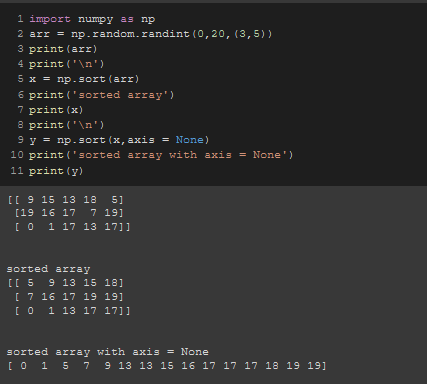 1 import numpy as np
2 arr = np.random.randint(0,20,(3,5))
3 print(arr)
4 print('\n')
5 x = np.sort(arr)
6 print('sorted array')
7 print(x)
8 print('\n')
9 y = np.sort(x,axis = None)
10 print('sorted array with axis = None')
11 print(y)
[[ 9 15 13 18  5]
 [19 16 17  7 19]
 [ 0  1 17 13 17]]
sorted array
[[ 5  9 13 15 18]
 [ 7 16 17 19 19]
 [ 0  1 13 17 17]]
sorted array with axis = None
[ 0  1  5  7  9 13 13 15 16 17 17 17 18 19 19]